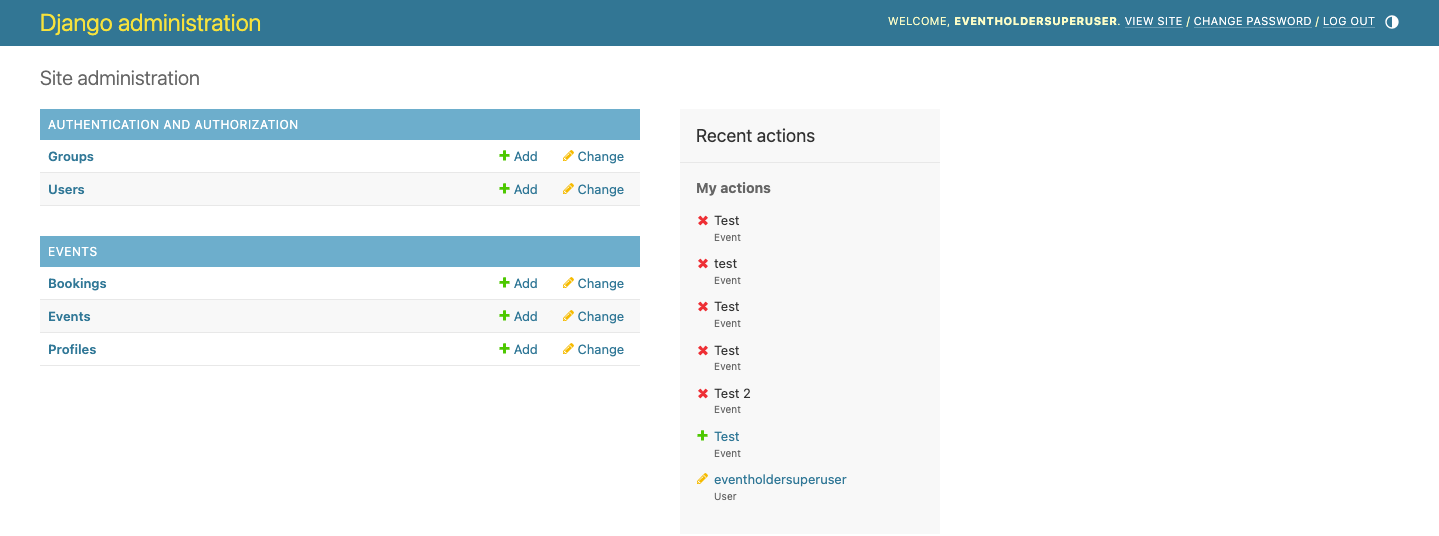 Django administration
WELCOME, EVENTHOLDERSUPERUSER. VIEW SITE / CHANGE PASSWORD / LOG OUT
Site administration
AUTHENTICATION AND AUTHORIZATION
Groups Add Change
Users Add Change
EVENTS
Bookings Add Change
Events Add Change
Profiles Add Change
Recent actions
My actions
Test
Event
test
Event
Test
Event
Test
Event
Test 2
Event
Test
Event
eventholdersuperuser
User